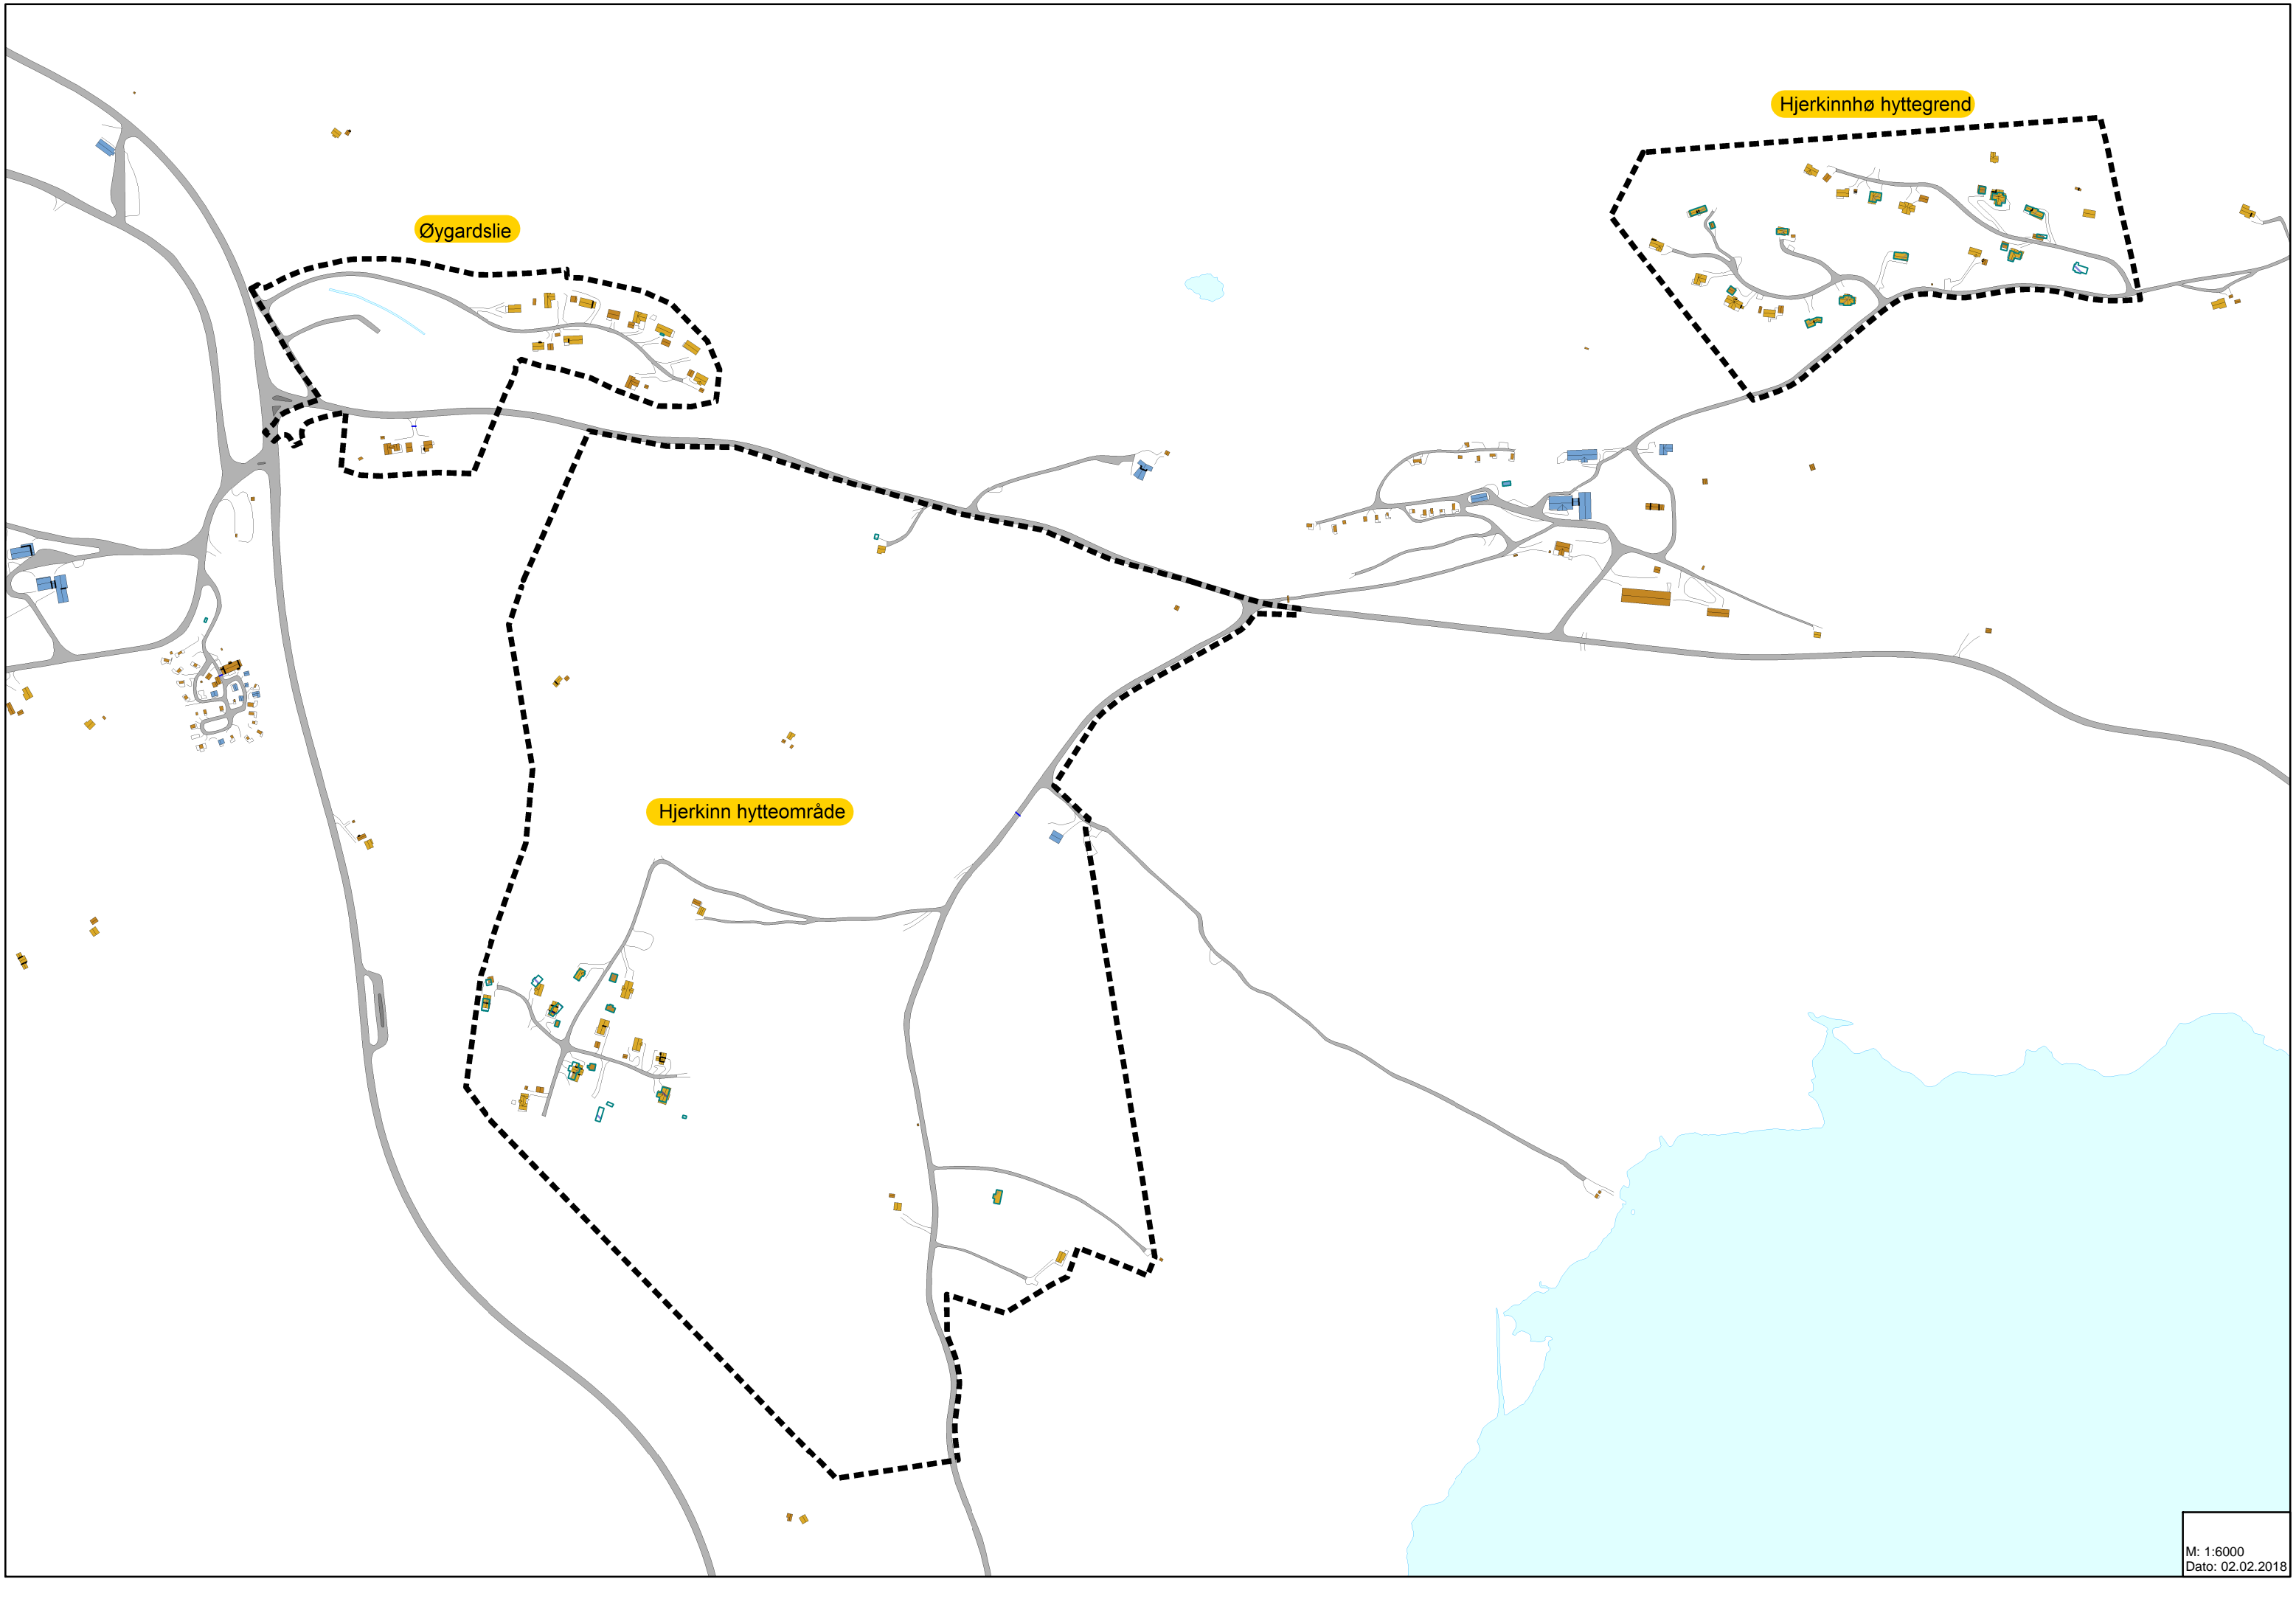 Hjerkinnhø hyttegrend
Øygardslie
Hjerkinn hytteområde
M: 1:6000
Dato: 02.02.2018